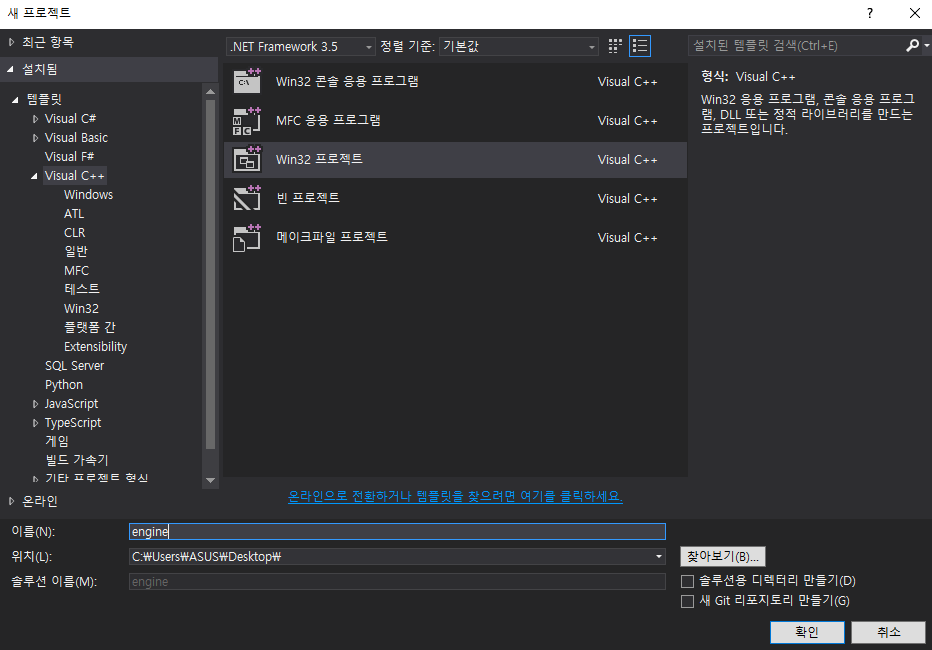 새 프로젝트
?
최근 항목
설치됨
템플릿
Visual C#
Visual Basic
Visual F#
Visual C++
Windows
ATL
CLR
일반
MFC
테스트
Win32
플랫폼 간
Extensibility
SQL Server
Python
JavaScript
TypeScript
게임
빌드 가속기
기타 프로젝트 형식
온라인
.NET Framework 3.5 정렬 기준: 기본값
Win32 콘솔 응용 프로그램 Visual C++
MFC 응용 프로그램 Visual C++
Win32 프로젝트 Visual C++
빈 프로젝트 Visual C++
메이크파일 프로젝트 Visual C++
온라인으로 전환하거나 템플릿을 찾으려면 여기를 클릭하세요.
설치된 템플릿 검색(Ctrl+E)
형식: Visual C++
Win32 응용 프로그램, 콘솔 응용 프로그
램, DLL 또는 정적 라이브러리를 만드는
프로젝트입니다.
이름(N): engine
위치(L): C:₩Users₩ASUS₩Desktop₩ 찾아보기(B)...
솔루션 이름(M): engine 솔루션용 디렉터리 만들기(D)
새 Git 리포지토리 만들기(G)
확인 취소